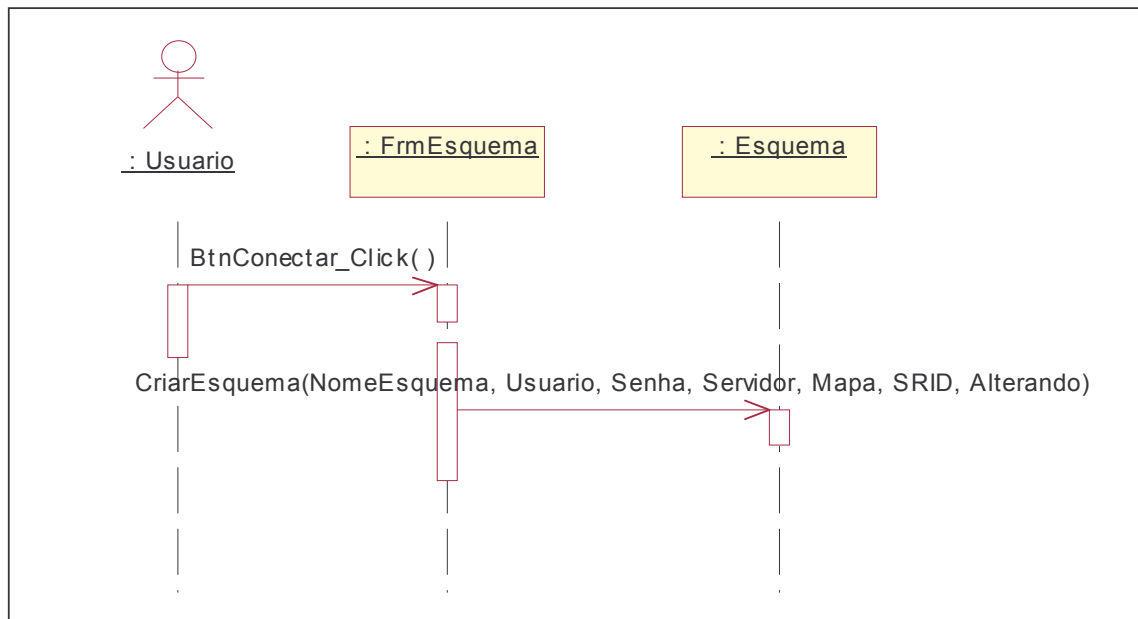 : Usuario
: FrmEsquema
: Esquema
BtnConectar_Click( )
CriarEsquema(NomeEsquema, Usuario, Senha, Servidor, Mapa, SRID, Alterando)